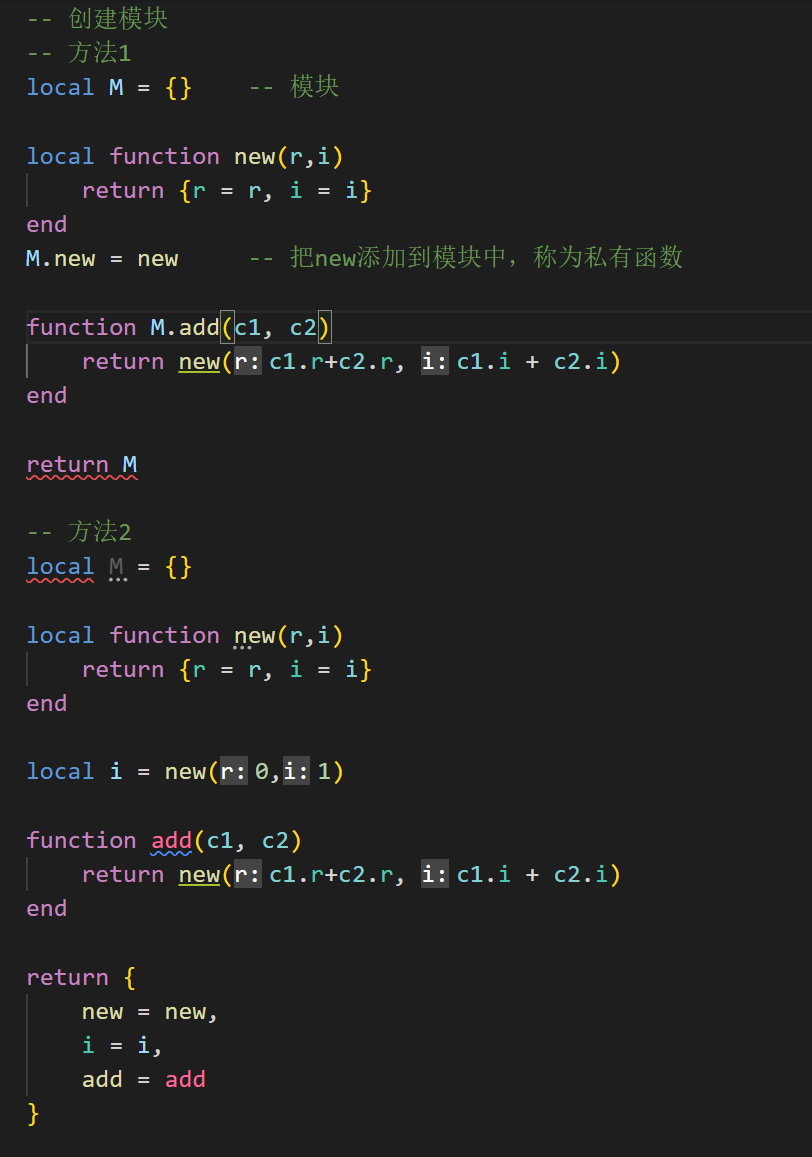 -- 创建模块
-- 方法1
local M = {}    -- 模块
local function new(r,i)
    return {r = r, i = i}
end
M.new = new     -- 把new添加到模块中，称为私有函数
function M.add(c1, c2)
    return new(r: c1.r+c2.r, i: c1.i + c2.i)
end
return M
-- 方法2
local M = {}
local function new(r,i)
    return {r = r, i = i}
end
local i = new(r: 0,i: 1)
function add(c1, c2)
    return new(r: c1.r+c2.r, i: c1.i + c2.i)
end
return {
    new = new,
    i = i,
    add = add
}